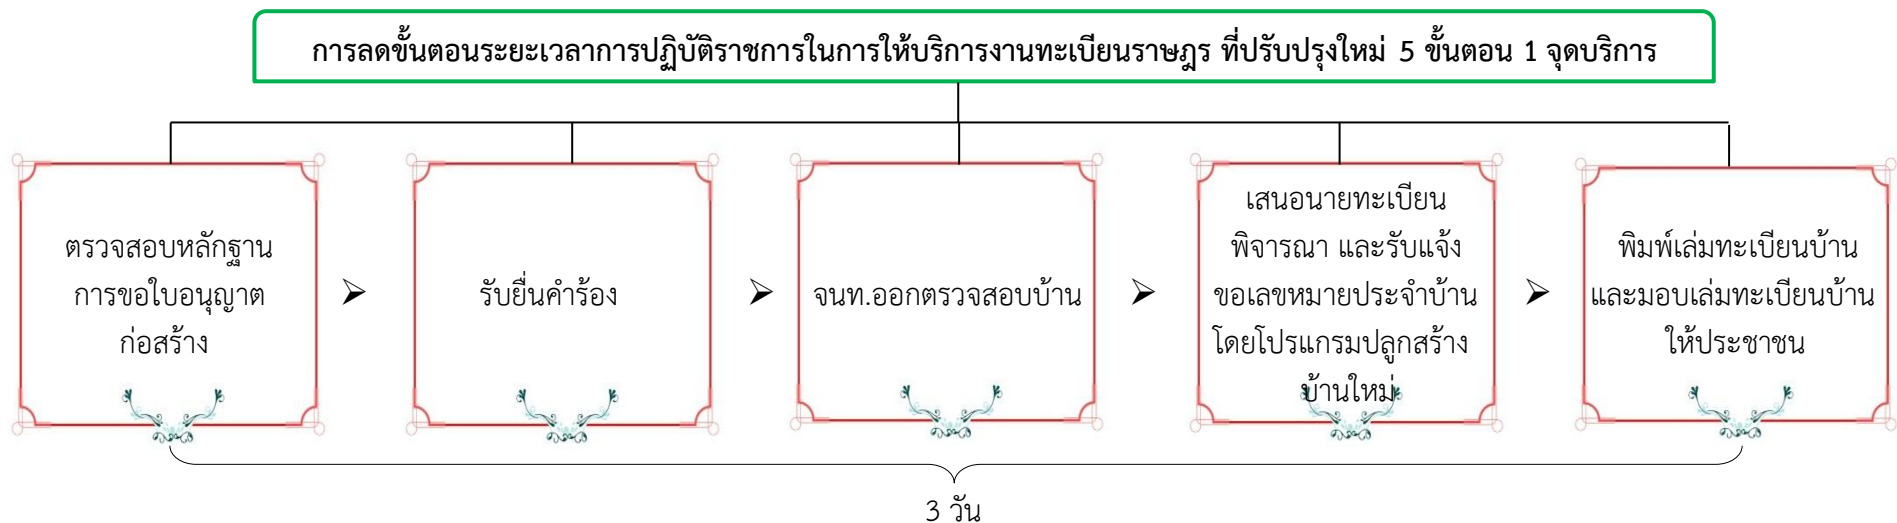 การลดขั้นตอนระยะเวลาการปฏิบัติราชการในการให้บริการงานทะเบียนราษฎร ที่ปรับปรุงใหม่ 5 ขั้นตอน 1 จุดบริการ
ตรวจสอบหลักฐาน
การขอใบอนุญาต
ก่อสร้าง
รับยื่นคำร้อง
จนท.ออกตรวจสอบบ้าน
เสนอนายทะเบียน
พิจารณา และรับแจ้ง
ขอเลขหมายประจำบ้าน
โดยโปรแกรมปลูกสร้าง
บ้านใหม่
พิมพ์เล่มทะเบียนบ้าน
และมอบเล่มทะเบียนบ้าน
ให้ประชาชน
3 วัน